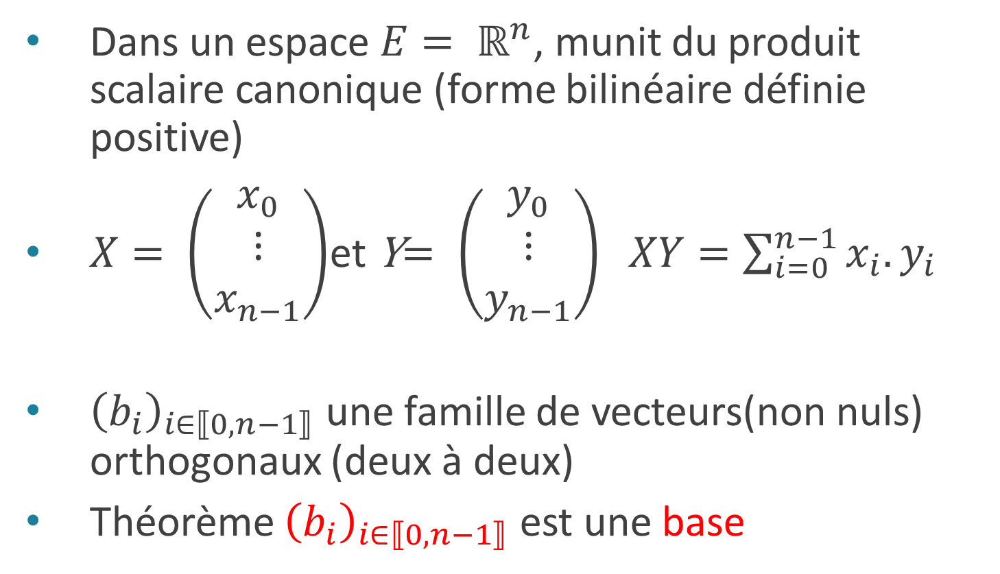 • Dans un espace $E = \mathbb{R}^n$, munit du produit
scalaire canonique (forme bilinéaire définie
positive)
• $X = \begin{pmatrix} x_0 \\ \vdots \\ x_{n-1} \end{pmatrix}$ et $Y = \begin{pmatrix} y_0 \\ \vdots \\ y_{n-1} \end{pmatrix}$ $XY = \sum_{i=0}^{n-1} x_i . y_i$
• $(b_i)_{i \in ⟦0,n-1⟧}$ une famille de vecteurs(non nuls)
orthogonaux (deux à deux)
• Théorème $(b_i)_{i \in ⟦0,n-1⟧}$ est une base